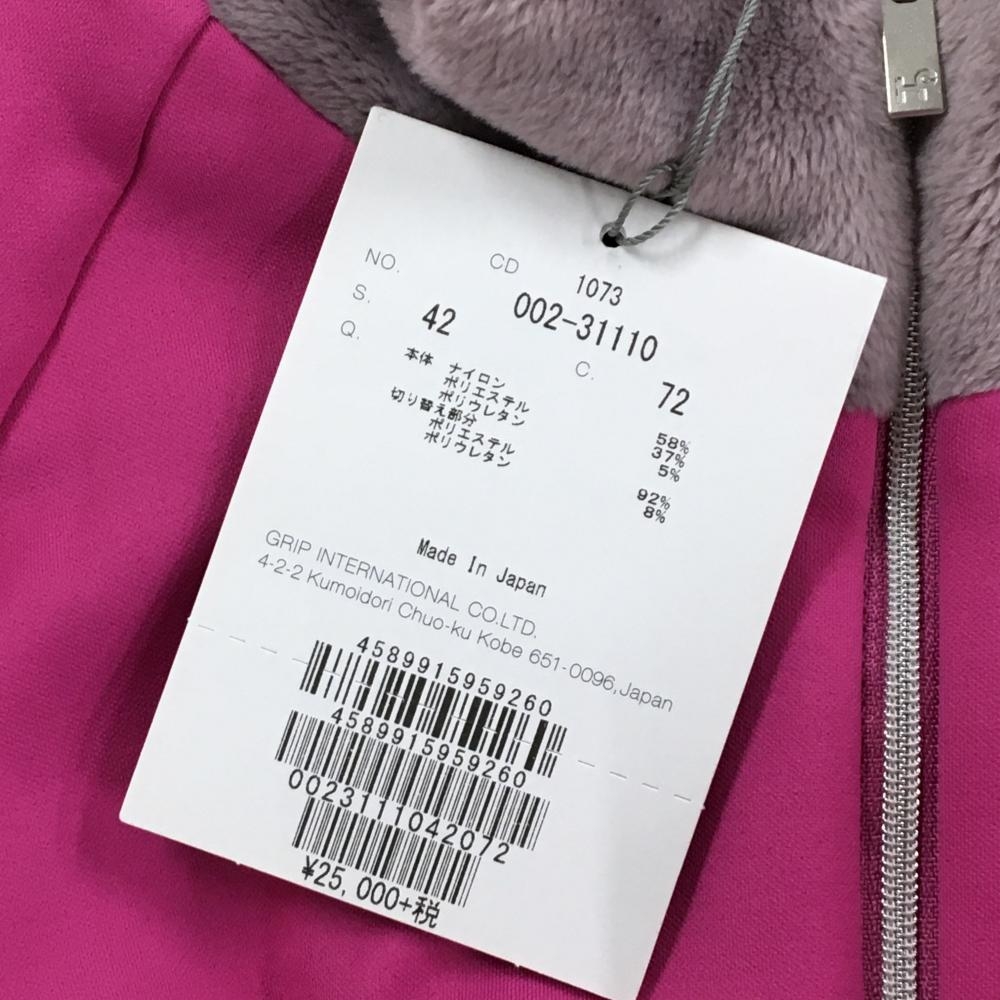 NO. CD 1073
S. 42 002-31110
Q. C. 72
本体 ナイロン 58%
ポリエステル 37%
ポリウレタン 5%
切り替え部分
ポリエステル 92%
ポリウレタン 8%
Made In Japan
GRIP INTERNATIONAL CO.LTD.
4-2-2 Kumoidori Chuo-ku Kobe 651-0096,Japan
4589915959260
4589915959260
0023111042072
¥25,000+税